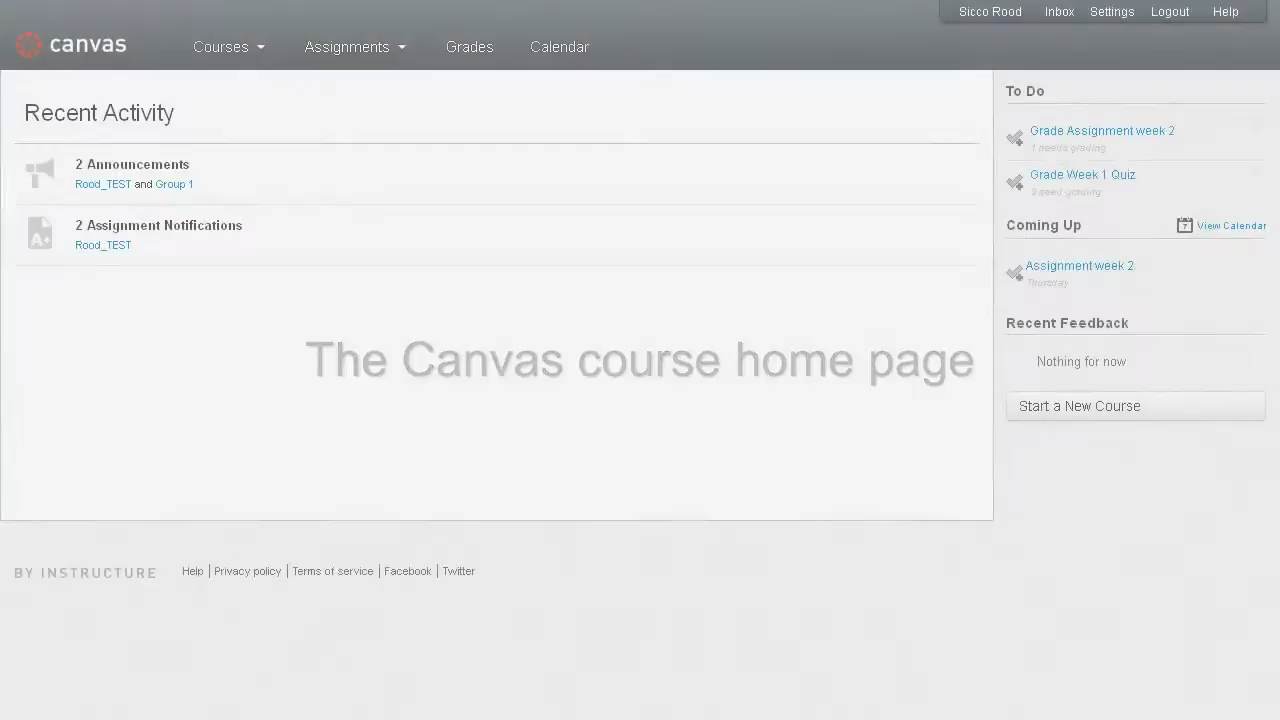 Sicco Rood Inbox Settings Logout Help
canvas Courses Assignments Grades Calendar
Recent Activity
2 Announcements
Rood_TEST and Group 1
A+
2 Assignment Notifications
Rood_TEST
The Canvas course home page
To Do
Grade Assignment week 2
1 needs grading
Grade Week 1 Quiz
need grading
Coming Up
7 View Calendar
Assignment week 2
Thursday
Recent Feedback
Nothing for now
Start a New Course
BY INSTRUCTURE Help | Privacy policy | Terms of service | Facebook | Twitter